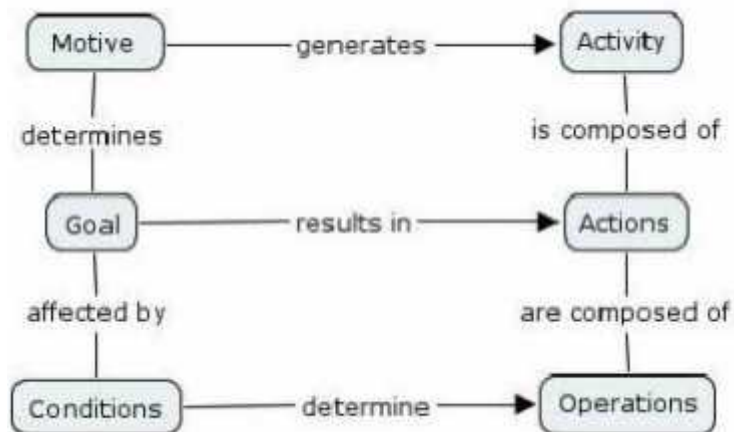 Motive generates Activity
determines is composed of
Goal results in Actions
affected by are composed of
Conditions determine Operations